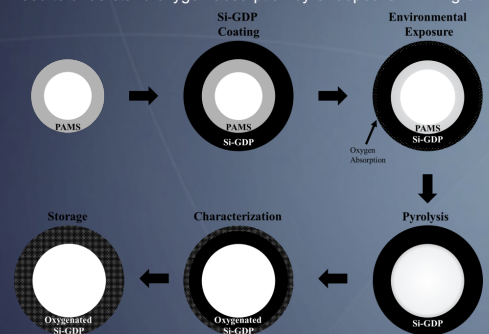 Si-GDP
Coating
Environmental
Exposure
PAMS
PAMS
Si-GDP
PAMS
Si-GDP
Oxygen
Absorption
Storage
Characterization
Pyrolysis
Oxygenated
Si-GDP
Oxygenated
Si-GDP
Si-GDP